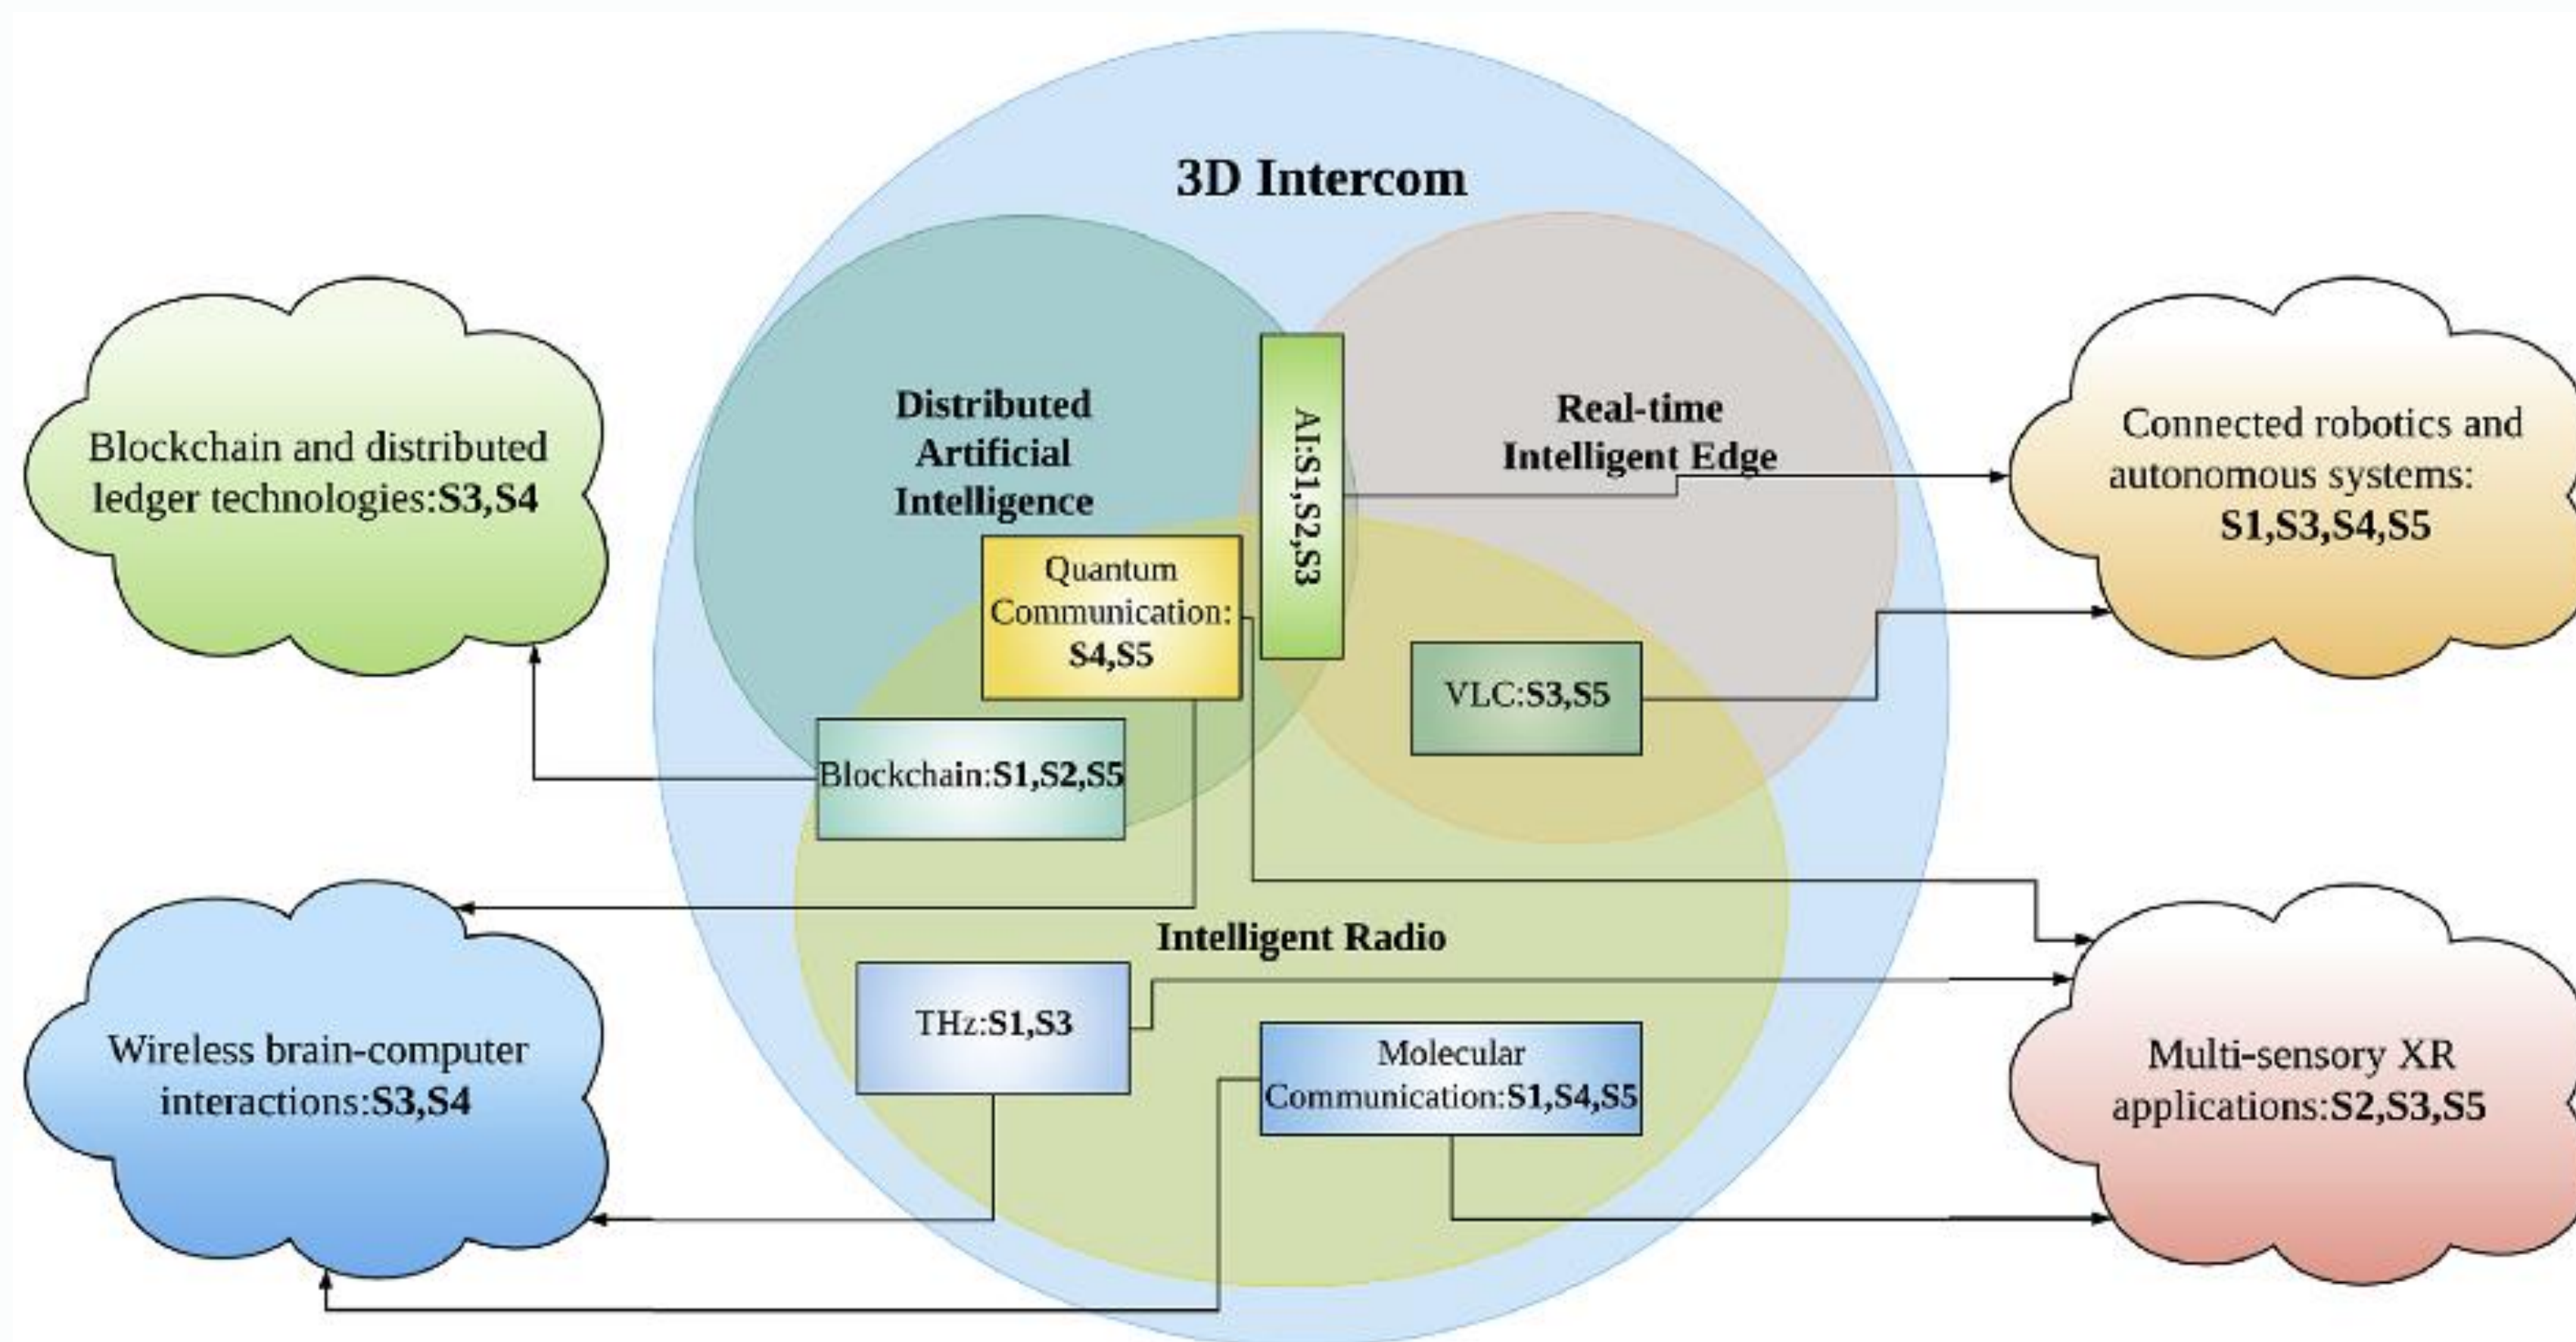 3D Intercom
Distributed
Artificial
Intelligence
Real-time
Intelligent Edge
AI:S1,S2,S3
Blockchain and distributed
ledger technologies:S3,S4
Connected robotics and
autonomous systems:
S1,S3,S4,S5
Quantum
Communication:
S4,S5
VLC:S3,S5
Blockchain:S1,S2,S5
Intelligent Radio
THz:S1,S3
Molecular
Communication:S1,S4,S5
Wireless brain-computer
interactions:S3,S4
Multi-sensory XR
applications:S2,S3,S5